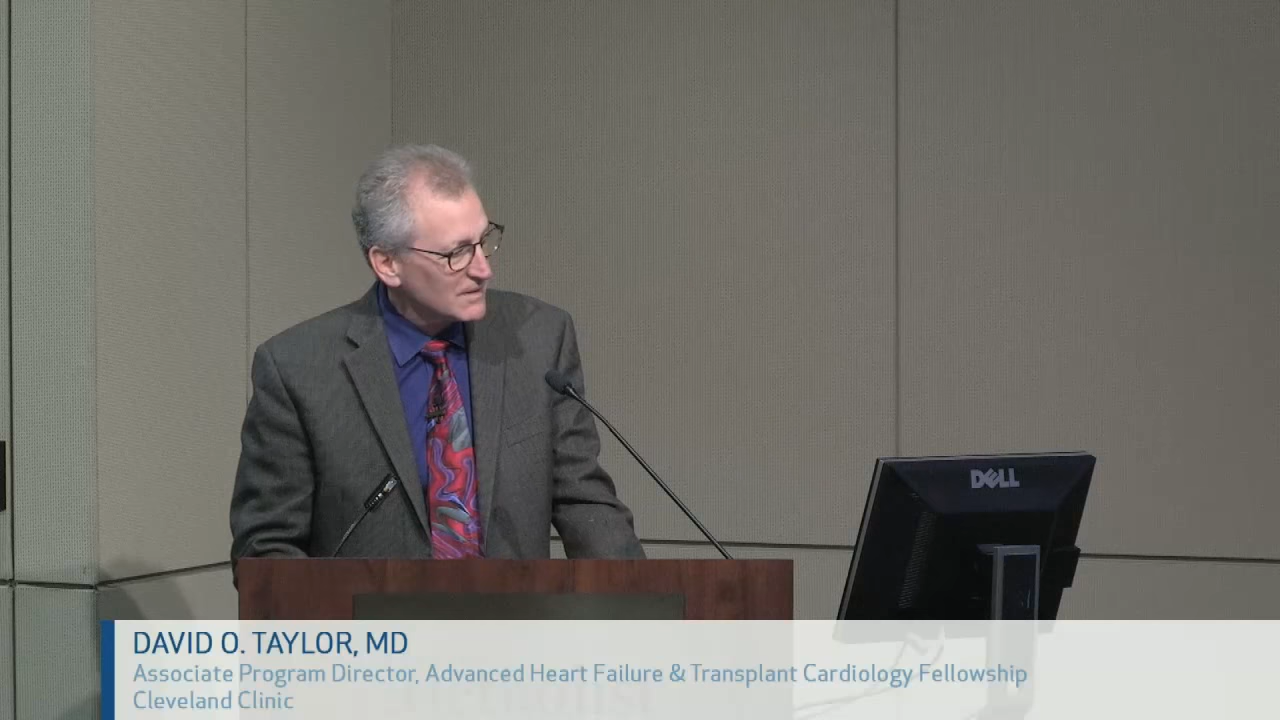 DELL
DAVID O. TAYLOR, MD
Associate Program Director, Advanced Heart Failure & Transplant Cardiology Fellowship
Cleveland Clinic